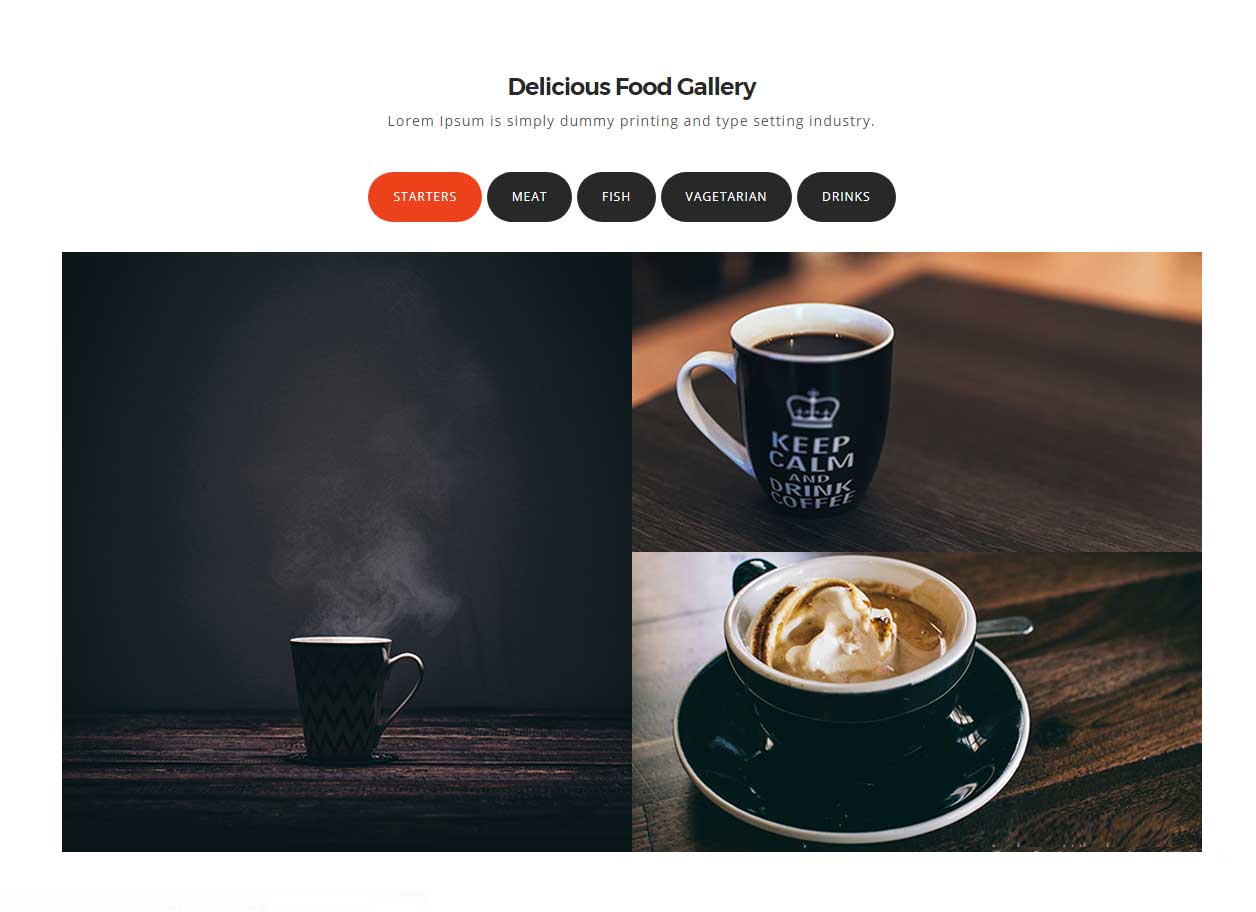 Delicious Food Gallery
Lorem Ipsum is simply dummy printing and type setting industry.
STARTERS MEAT FISH VAGETARIAN DRINKS
KEEP
CALM
AND
DRINK
COFFEE